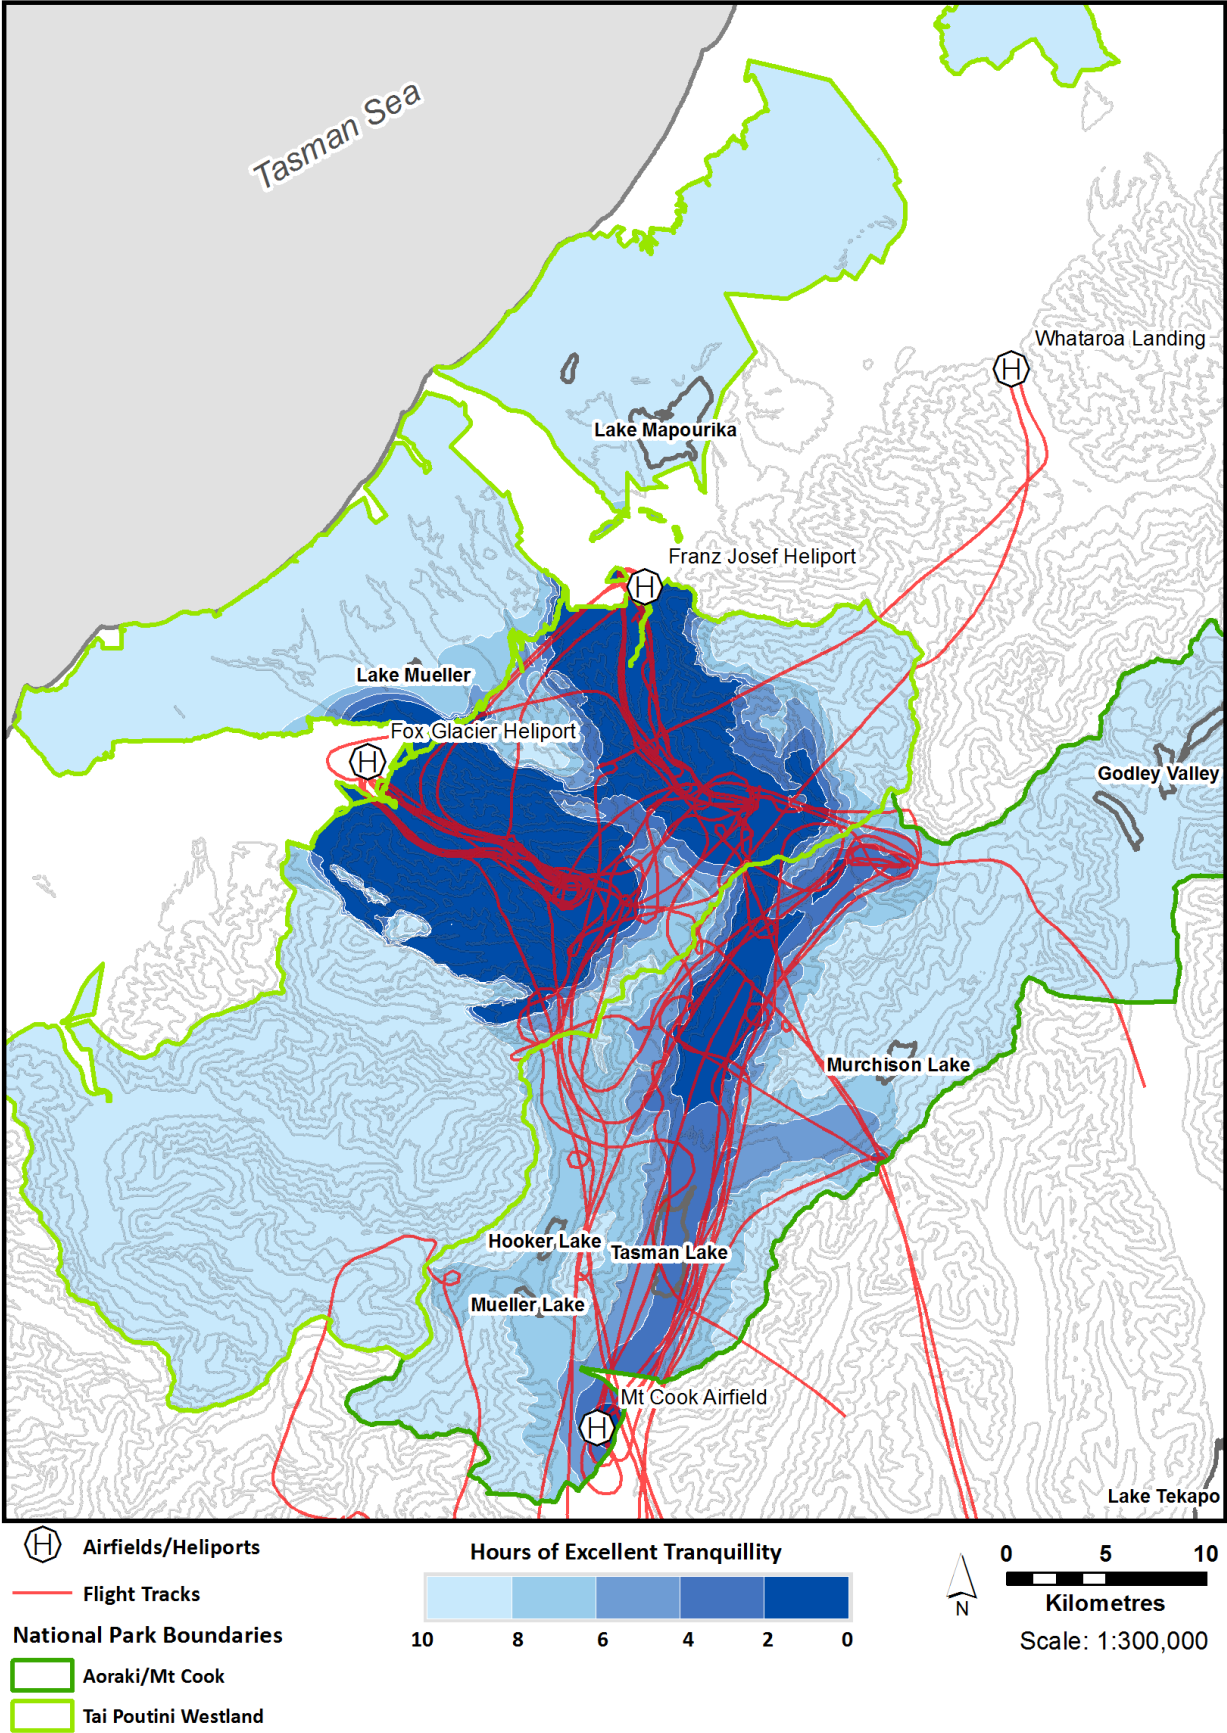 Tasman Sea
Whataroa Landing
H
Lake Mapourika
Franz Josef Heliport
H
Lake Mueller
Fox Glacier Heliport
H
Godley Valley
Murchison Lake
Hooker Lake
Tasman Lake
Mueller Lake
Mt Cook Airfield
H
Lake Tekapo
H Airfields/Heliports
Flight Tracks
National Park Boundaries
Aoraki/Mt Cook
Tai Poutini Westland
Hours of Excellent Tranquillity
10 8 6 4 2 0
N
0 5 10
Kilometres
Scale: 1:300,000